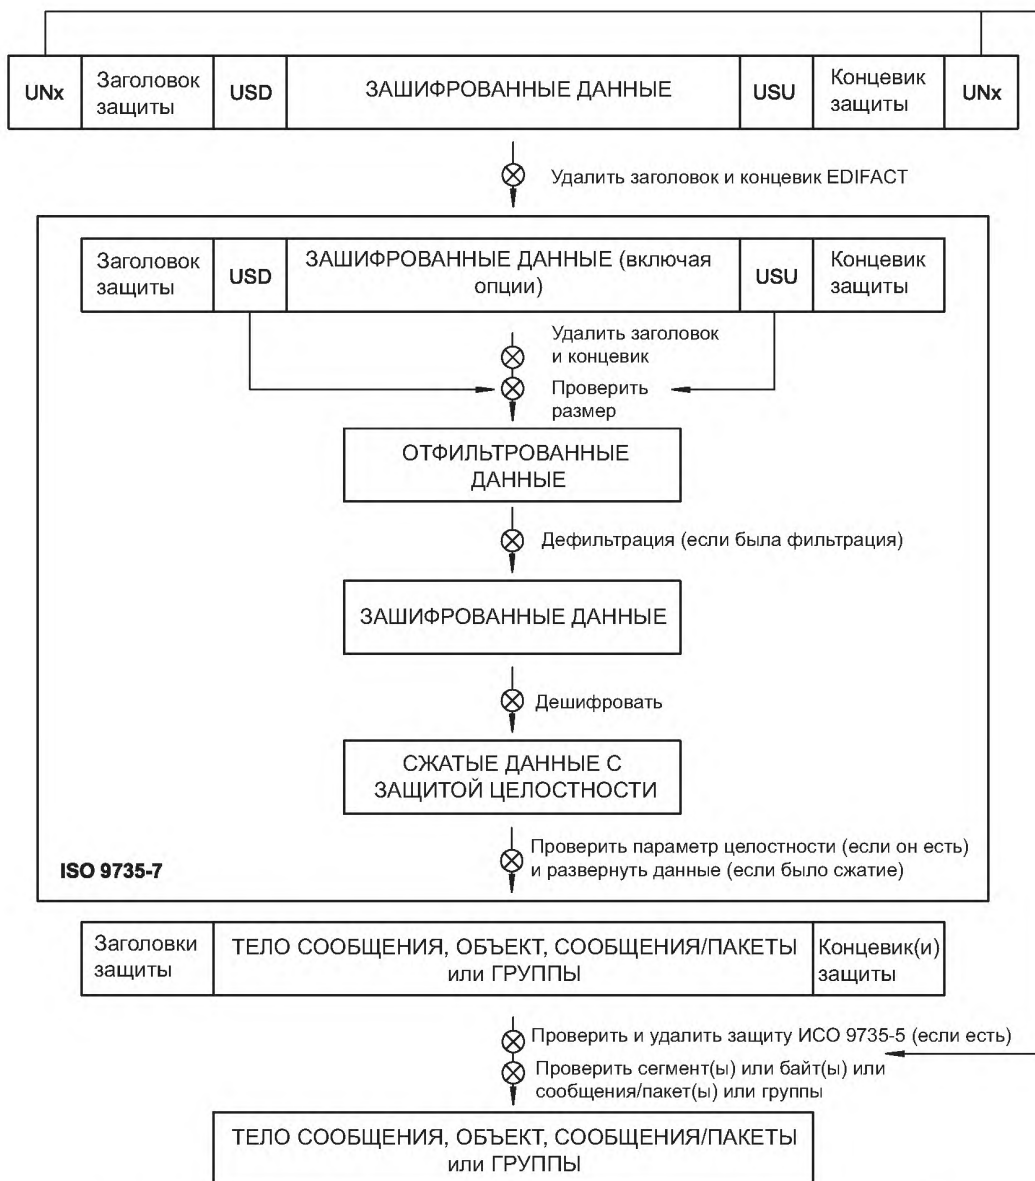 UNx
Заголовок
защиты
USD
ЗАШИФРОВАННЫЕ ДАННЫЕ
USU
Концевик
защиты
UNx
Удалить заголовок и концевик EDIFACT
Заголовок
защиты
USD
ЗАШИФРОВАННЫЕ ДАННЫЕ (включая
опции)
USU
Концевик
защиты
Удалить заголовок
и концевик
Проверить
размер
ОТФИЛЬТРОВАННЫЕ
ДАННЫЕ
Дефильтрация (если была фильтрация)
ЗАШИФРОВАННЫЕ ДАННЫЕ
Дешифровать
СЖАТЫЕ ДАННЫЕ С
ЗАЩИТОЙ ЦЕЛОСТНОСТИ
Проверить параметр целостности (если он есть)
и развернуть данные (если было сжатие)
ISO 9735-7
Заголовки
защиты
ТЕЛО СООБЩЕНИЯ, ОБЪЕКТ, СООБЩЕНИЯ/ПАКЕТЫ
или ГРУППЫ
Концевик(и)
защиты
Проверить и удалить защиту ИСО 9735-5 (если есть)
Проверить сегмент(ы) или байт(ы) или
сообщения/пакет(ы) или группы
ТЕЛО СООБЩЕНИЯ, ОБЪЕКТ, СООБЩЕНИЯ/ПАКЕТЫ
или ГРУППЫ